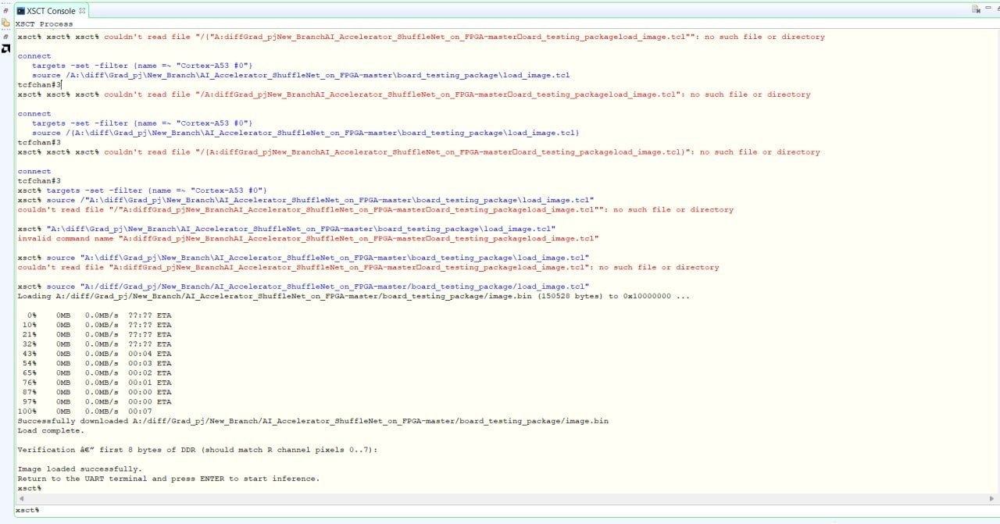 XSCT Console
XSCT Process
xsct% xsct% xsct% couldn't read file "/{"A:diffGrad_pjNew_BranchAI_Accelerator_ShuffleNet_on_FPGA-master□oard_testing_packageload_image.tcl"": no such file or directory
connect
targets -set -filter {name =~ "Cortex-A53 #0"}
source /A:\diff\Grad_pj\New_Branch\AI_Accelerator_ShuffleNet_on_FPGA-master\board_testing_package\load_image.tcl
tcfchan#3
xsct% xsct% xsct% couldn't read file "/A:diffGrad_pjNew_BranchAI_Accelerator_ShuffleNet_on_FPGA-master□oard_testing_packageload_image.tcl": no such file or directory
connect
targets -set -filter {name =~ "Cortex-A53 #0"}
source /{A:\diff\Grad_pj\New_Branch\AI_Accelerator_ShuffleNet_on_FPGA-master\board_testing_package\load_image.tcl}
tcfchan#3
xsct% xsct% xsct% couldn't read file "/{A:diffGrad_pjNew_BranchAI_Accelerator_ShuffleNet_on_FPGA-master□oard_testing_packageload_image.tcl}": no such file or directory
connect
tcfchan#3
xsct% targets -set -filter {name =~ "Cortex-A53 #0"}
xsct% source /"A:\diff\Grad_pj\New_Branch\AI_Accelerator_ShuffleNet_on_FPGA-master\board_testing_package\load_image.tcl"
couldn't read file "/"A:diffGrad_pjNew_BranchAI_Accelerator_ShuffleNet_on_FPGA-master□oard_testing_packageload_image.tcl"": no such file or directory
xsct% "A:\diff\Grad_pj\New_Branch\AI_Accelerator_ShuffleNet_on_FPGA-master\board_testing_package\load_image.tcl"
invalid command name "A:diffGrad_pjNew_BranchAI_Accelerator_ShuffleNet_on_FPGA-master□oard_testing_packageload_image.tcl"
xsct% source "A:\diff\Grad_pj\New_Branch\AI_Accelerator_ShuffleNet_on_FPGA-master\board_testing_package\load_image.tcl"
couldn't read file "A:diffGrad_pjNew_BranchAI_Accelerator_ShuffleNet_on_FPGA-master□oard_testing_packageload_image.tcl": no such file or directory
xsct% source "A:/diff/Grad_pj/New_Branch/AI_Accelerator_ShuffleNet_on_FPGA-master/board_testing_package/load_image.tcl"
Loading A:/diff/Grad_pj/New_Branch/AI_Accelerator_ShuffleNet_on_FPGA-master/board_testing_package/image.bin (150528 bytes) to 0x10000000 ...
0% 0MB 0.0MB/s ??:?? ETA
10% 0MB 0.0MB/s ??:?? ETA
21% 0MB 0.0MB/s ??:?? ETA
32% 0MB 0.0MB/s ??:?? ETA
43% 0MB 0.0MB/s 00:04 ETA
54% 0MB 0.0MB/s 00:03 ETA
65% 0MB 0.0MB/s 00:02 ETA
76% 0MB 0.0MB/s 00:01 ETA
87% 0MB 0.0MB/s 00:00 ETA
97% 0MB 0.0MB/s 00:00 ETA
100% 0MB 0.0MB/s 00:07
Successfully downloaded A:/diff/Grad_pj/New_Branch/AI_Accelerator_ShuffleNet_on_FPGA-master/board_testing_package/image.bin
Load complete.
Verification â€” first 8 bytes of DDR (should match R channel pixels 0..7):
Image loaded successfully.
Return to the UART terminal and press ENTER to start inference.
xsct%
xsct%